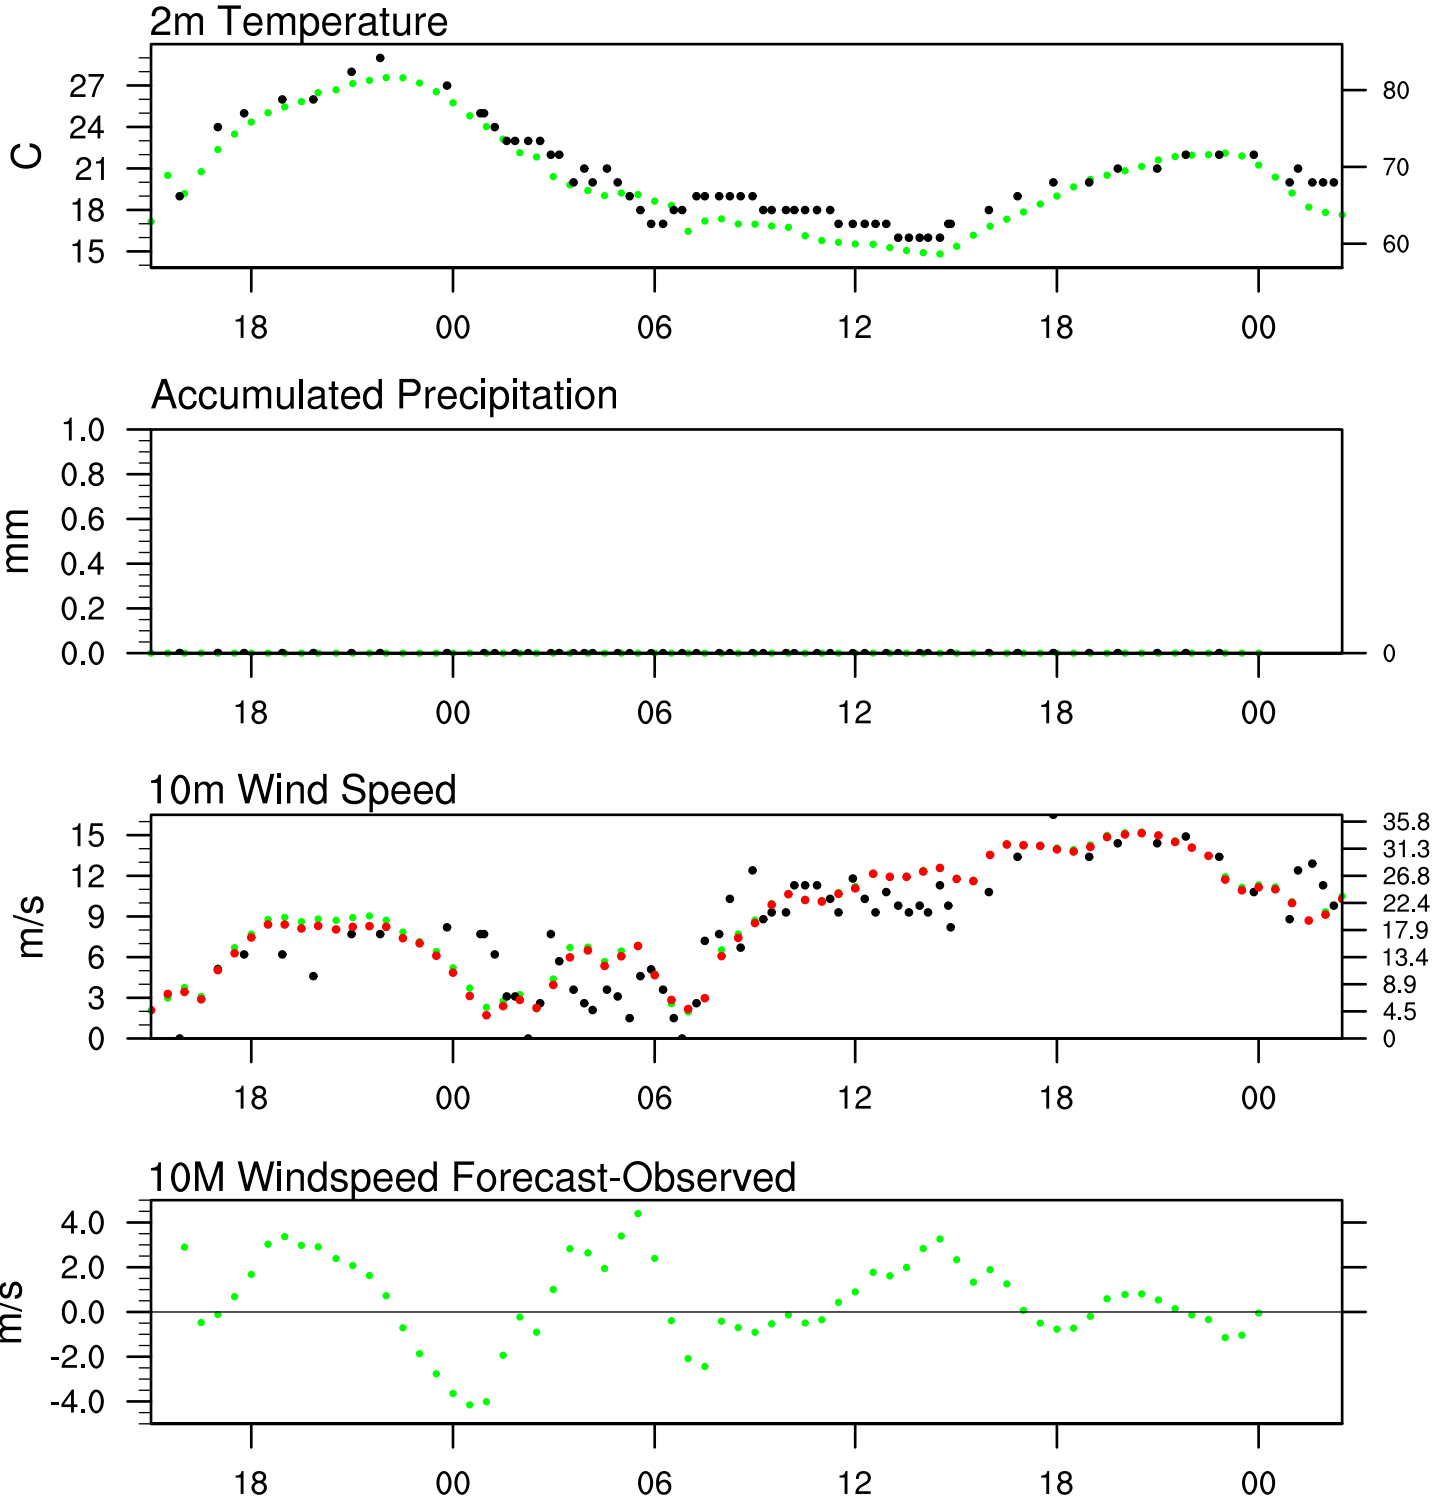 2m Temperature
27
24
21
18
15
C
80
70
60
18 00 06 12 18 00
Accumulated Precipitation
1.0
0.8
0.6
0.4
0.2
0.0
mm
0
18 00 06 12 18 00
10m Wind Speed
15
12
9
6
3
0
m/s
35.8
31.3
26.8
22.4
17.9
13.4
8.9
4.5
0
18 00 06 12 18 00
10M Windspeed Forecast-Observed
4.0
2.0
0.0
-2.0
-4.0
m/s
18 00 06 12 18 00